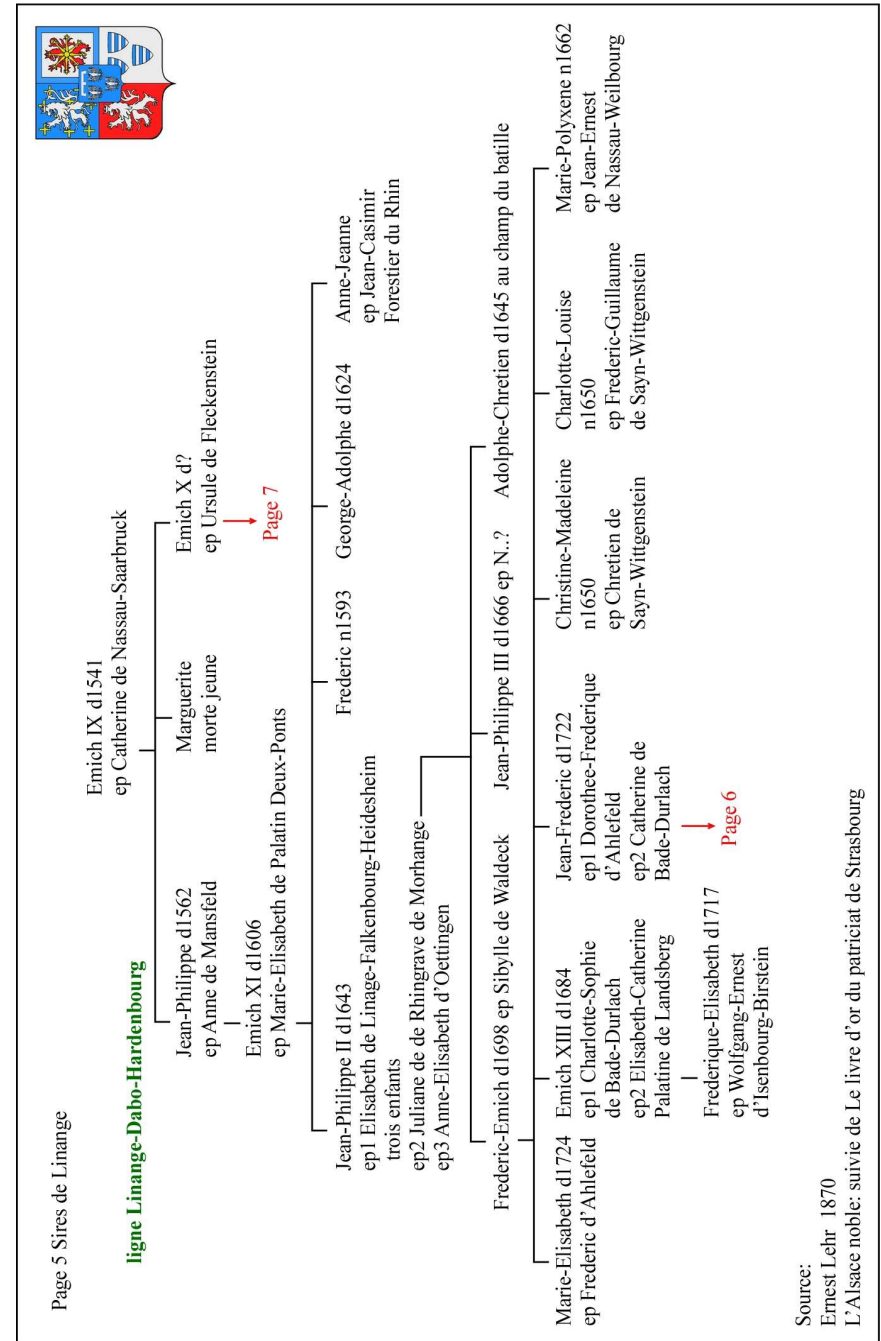 Page 5 Sires de Linange
ligne Linange-Dabo-Hardenbourg
Emich IX d1541
ep Catherine de Nassau-Saarbruck
Jean-Philippe d1562
ep Anne de Mansfeld
Marguerite
morte jeune
Emich X d?
ep Ursule de Fleckenstein
Page 7
Emich XI d1606
ep Marie-Elisabeth de Palatin Deux-Ponts
Jean-Philippe II d1643
ep1 Elisabeth de Linage-Falkenbourg-Heidesheim
trois enfants
ep2 Juliane de de Rhingrave de Morhange
ep3 Anne-Elisabeth d'Oettingen
Frederic n1593
George-Adolphe d1624
Anne-Jeanne
ep Jean-Casimir
Forestier du Rhin
Frederic-Emich d1698 ep Sibylle de Waldeck
Jean-Philippe III d1666 ep N..?
Adolphe-Chretien d1645 au champ du batille
Marie-Elisabeth d1724
ep Frederic d'Ahlefeld
Emich XIII d1684
ep1 Charlotte-Sophie
de Bade-Durlach
ep2 Elisabeth-Catherine
Palatine de Landsberg
Frederique-Elisabeth d1717
ep Wolfgang-Ernest
d'Isenbourg-Birstein
Jean-Frederic d1722
ep1 Dorothee-Frederique
d'Ahlefeld
ep2 Catherine de
Bade-Durlach
Page 6
Christine-Madeleine
n1650
ep Chretien de
Sayn-Wittgenstein
Charlotte-Louise
n1650
ep Frederic-Guillaume
de Sayn-Wittgenstein
Marie-Polyxene n1662
ep Jean-Ernest
de Nassau-Weilbourg
Source:
Ernest Lehr 1870
L'Alsace noble: suivie de Le livre d'or du patriciat de Strasbourg